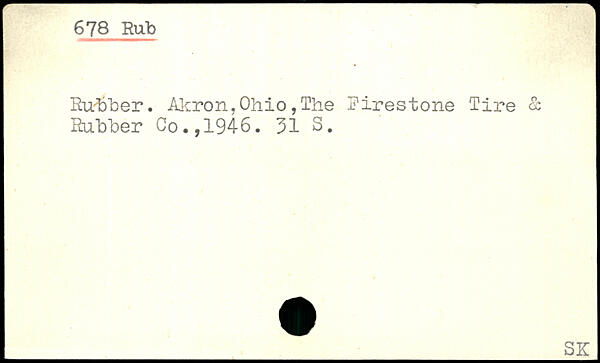 678 Rub
Rubber. Akron,Ohio,The Firestone Tire &
Rubber Co.,1946. 31 S.
SK